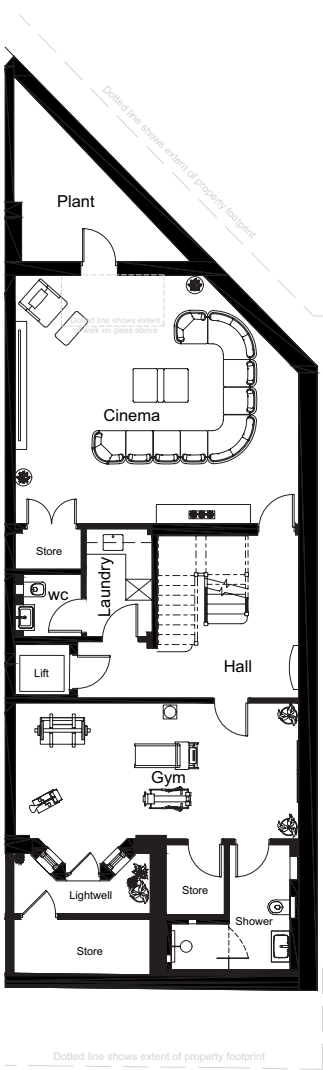 Dotted line shows extent of property footprint
Plant
Dotted line shows extent
walk on glass above
Cinema
Store
WC
Laundry
Lift
Hall
Gym
Lightwell
Store
Shower
Store
Dotted line shows extent of property footprint